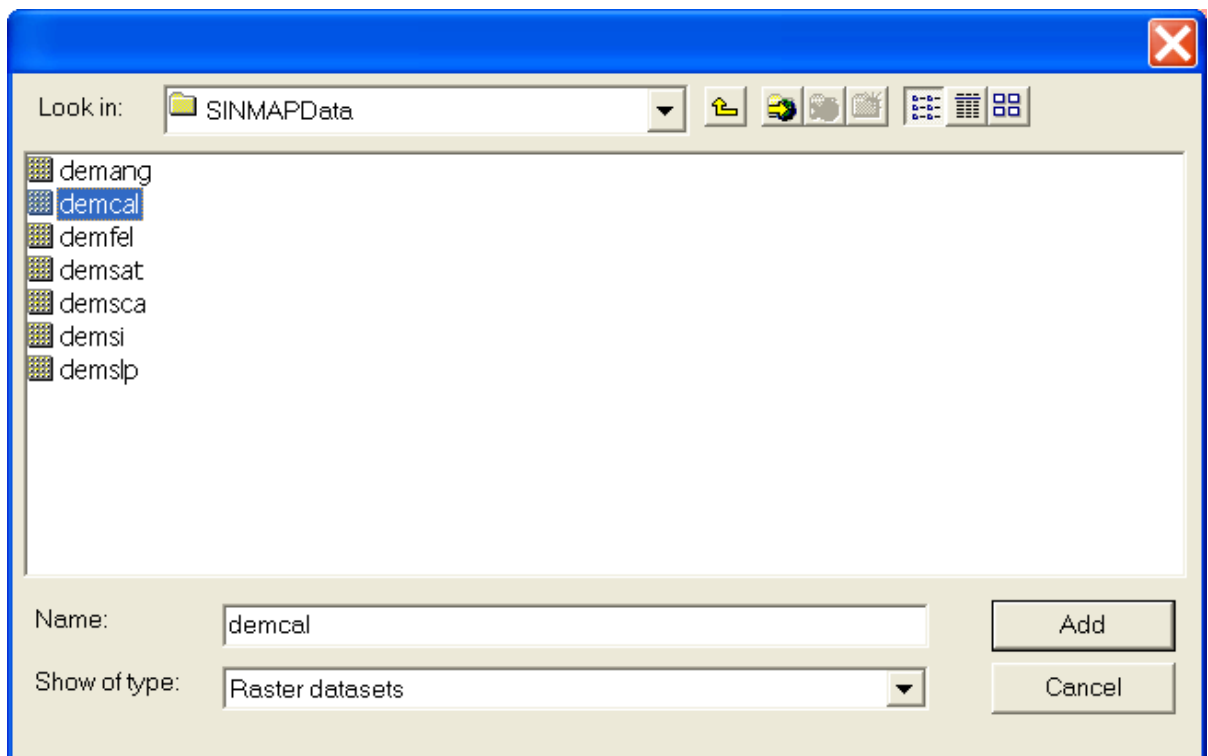 Look in: SINMAPData
demang
demcal
demfel
demsat
demsca
demsi
demslp
Name: demcal Add
Show of type: Raster datasets Cancel